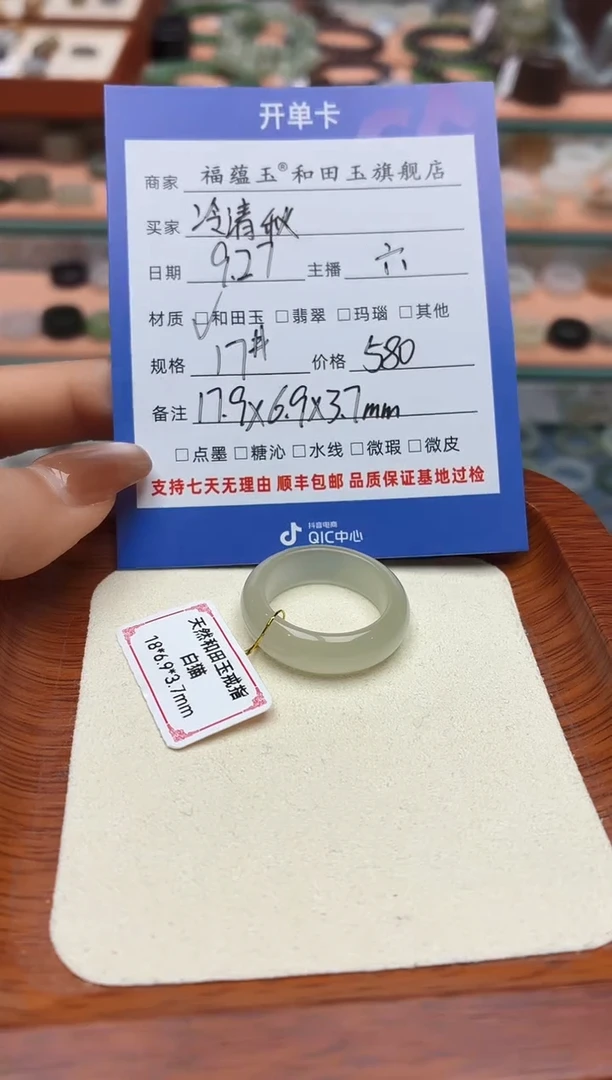 开单卡
商家 福蕴玉®和田玉旗舰店
买家 冷清秋
日期 9.27 主播 六
材质 ☑和田玉 □翡翠 □玛瑙 □其他
规格 17# 价格 580
备注 17.9x6.9x3.7mm
□点墨 □糖沁 □水线 □微瑕 □微皮
支持七天无理由 顺丰包邮 品质保证基地过检
抖音电商
QIC中心
天然和田玉戒指
白猫
18*6.9*3.7mm